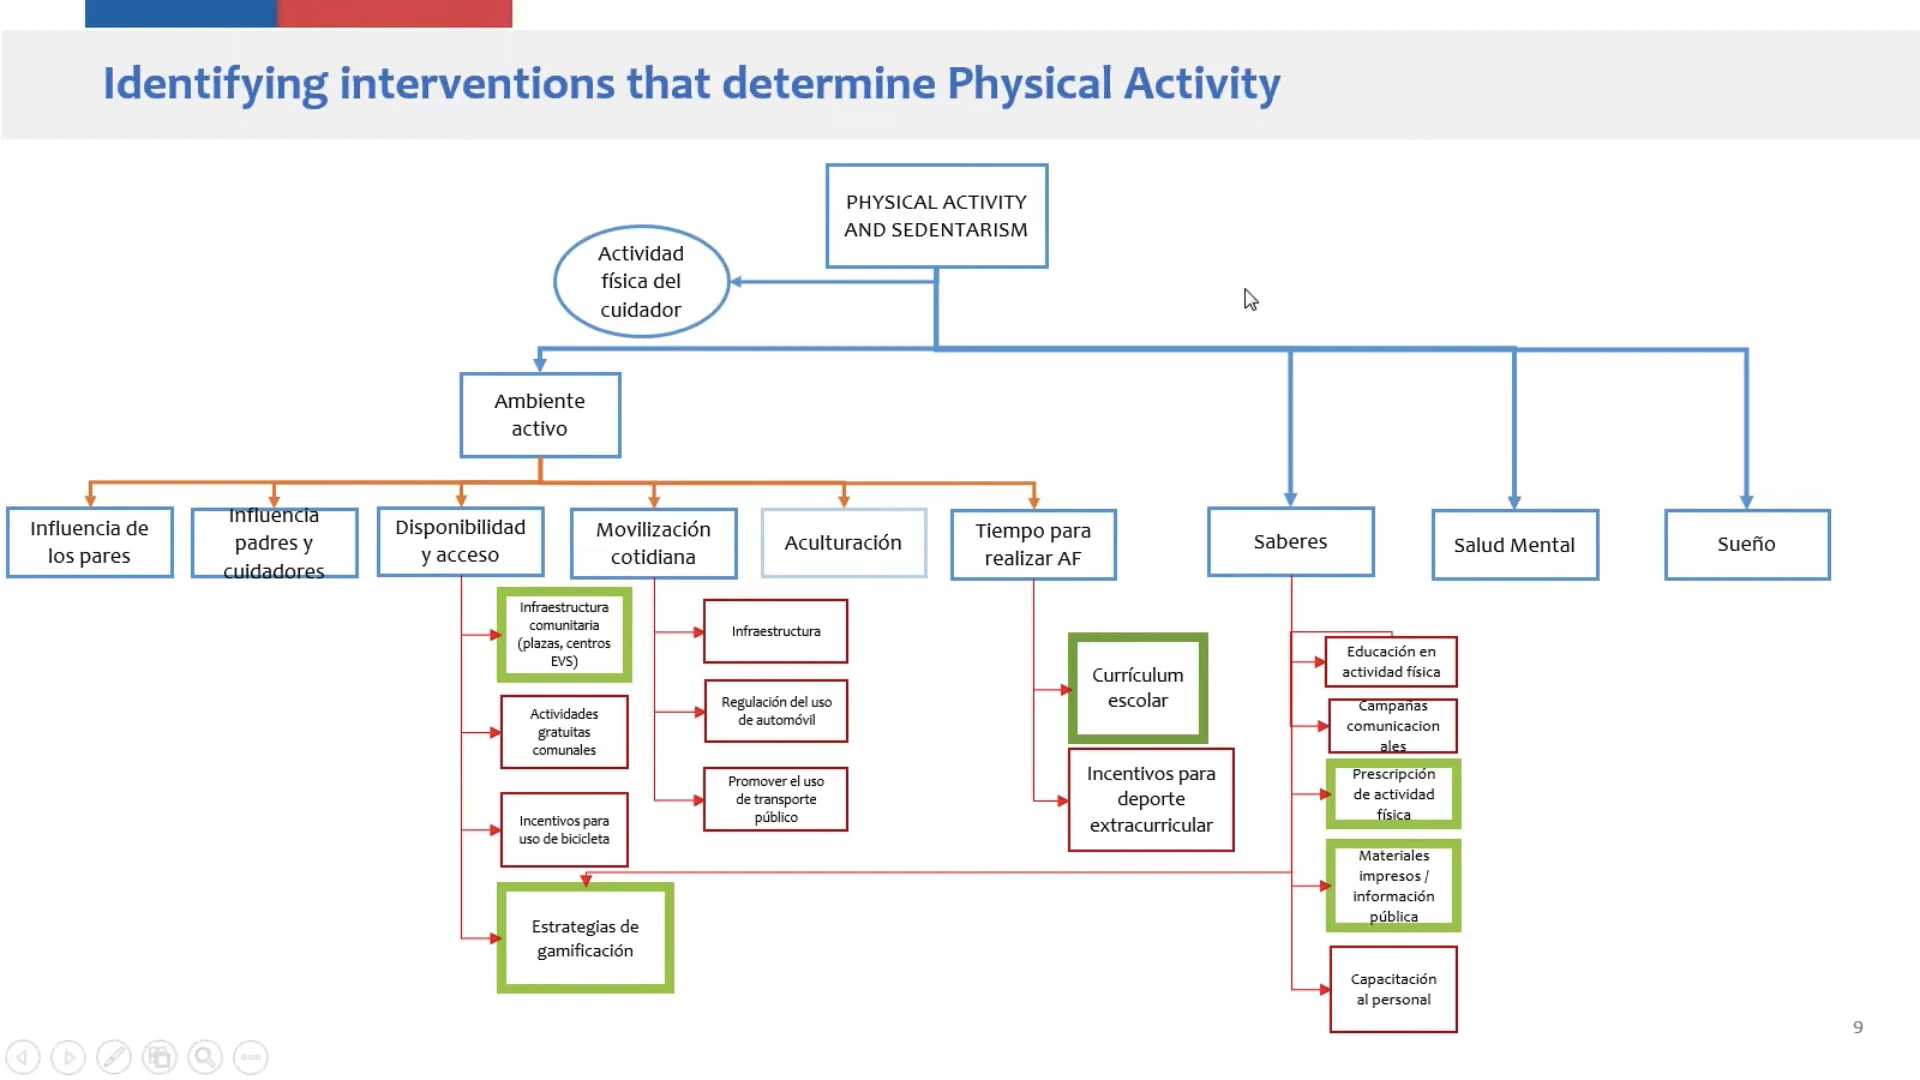 Identifying interventions that determine Physical Activity
PHYSICAL ACTIVITY
AND SEDENTARISM
Actividad
física del
cuidador
Ambiente
activo
Influencia de
los pares
Influencia
padres y
cuidadores
Disponibilidad
y acceso
Movilización
cotidiana
Aculturación
Tiempo para
realizar AF
Saberes
Salud Mental
Sueño
Infraestructura
comunitaria
(plazas, centros
EVS)
Actividades
gratuitas
comunales
Incentivos para
uso de bicicleta
Estrategias de
gamificación
Infraestructura
Regulación del uso
de automóvil
Promover el uso
de transporte
público
Currículum
escolar
Incentivos para
deporte
extracurricular
Educación en
actividad física
Campañas
comunicacion
ales
Prescripción
de actividad
física
Materiales
impresos /
información
pública
Capacitación
al personal
9